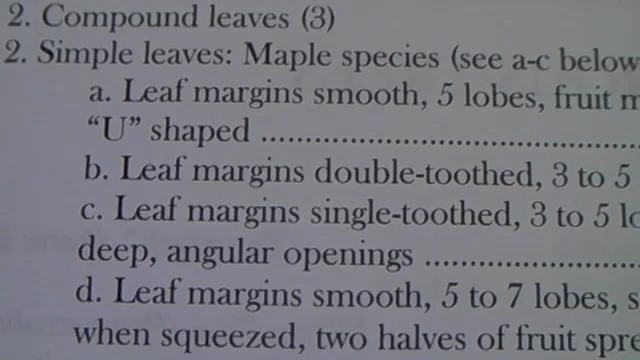 2. Compound leaves (3)
2. Simple leaves: Maple species (see a-c below
a. Leaf margins smooth, 5 lobes, fruit
"U" shaped ..........................................
b. Leaf margins double-toothed, 3 to 5
c. Leaf margins single-toothed, 3 to 5
deep, angular openings ........................
d. Leaf margins smooth, 5 to 7 lobes,
when squeezed, two halves of fruit